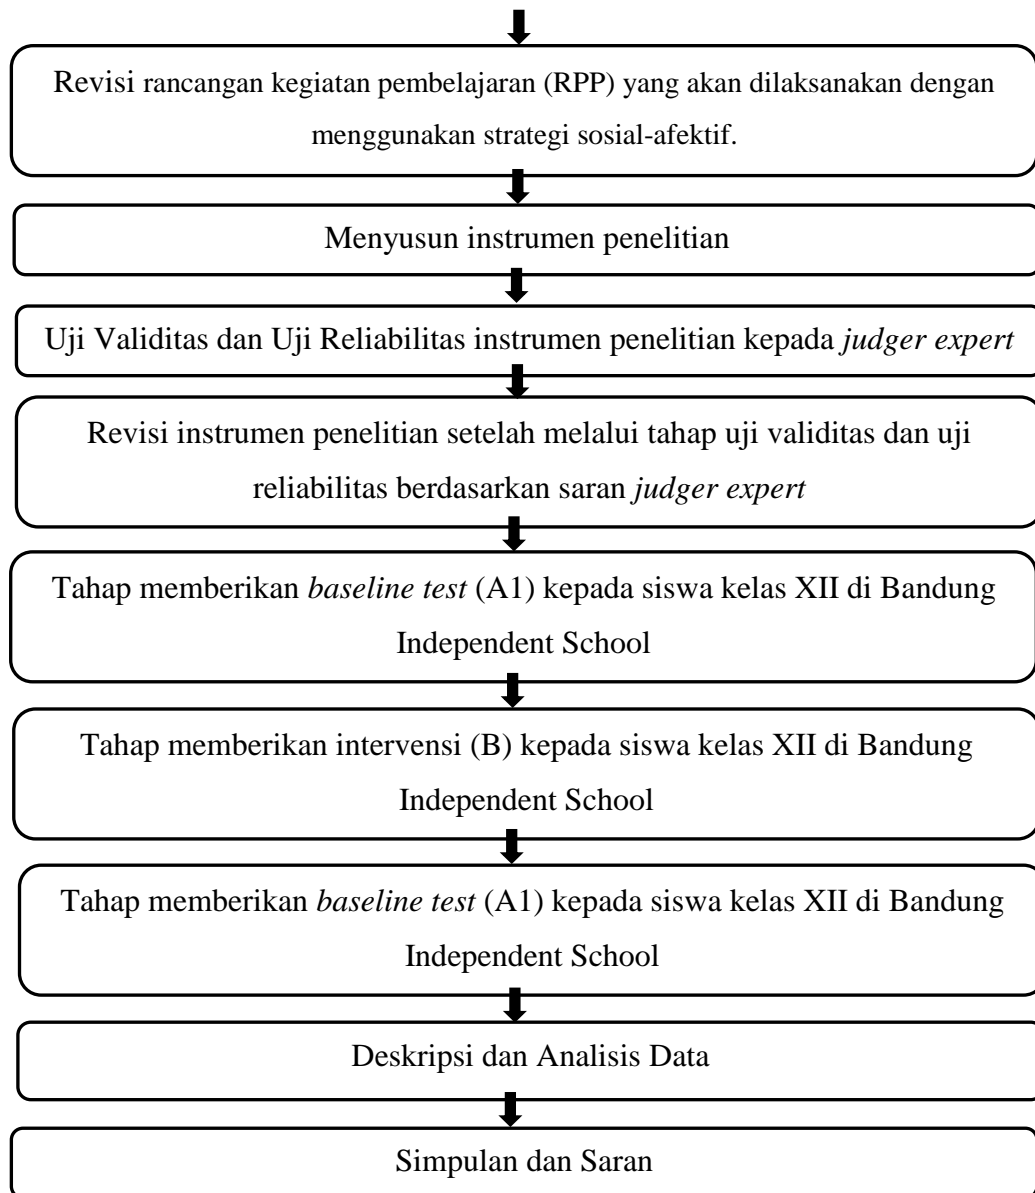 Revisi rancangan kegiatan pembelajaran (RPP) yang akan dilaksanakan dengan
menggunakan strategi sosial-afektif.
Menyusun instrumen penelitian
Uji Validitas dan Uji Reliabilitas instrumen penelitian kepada judger expert
Revisi instrumen penelitian setelah melalui tahap uji validitas dan uji
reliabilitas berdasarkan saran judger expert
Tahap memberikan baseline test (A1) kepada siswa kelas XII di Bandung
Independent School
Tahap memberikan intervensi (B) kepada siswa kelas XII di Bandung
Independent School
Tahap memberikan baseline test (A1) kepada siswa kelas XII di Bandung
Independent School
Deskripsi dan Analisis Data
Simpulan dan Saran